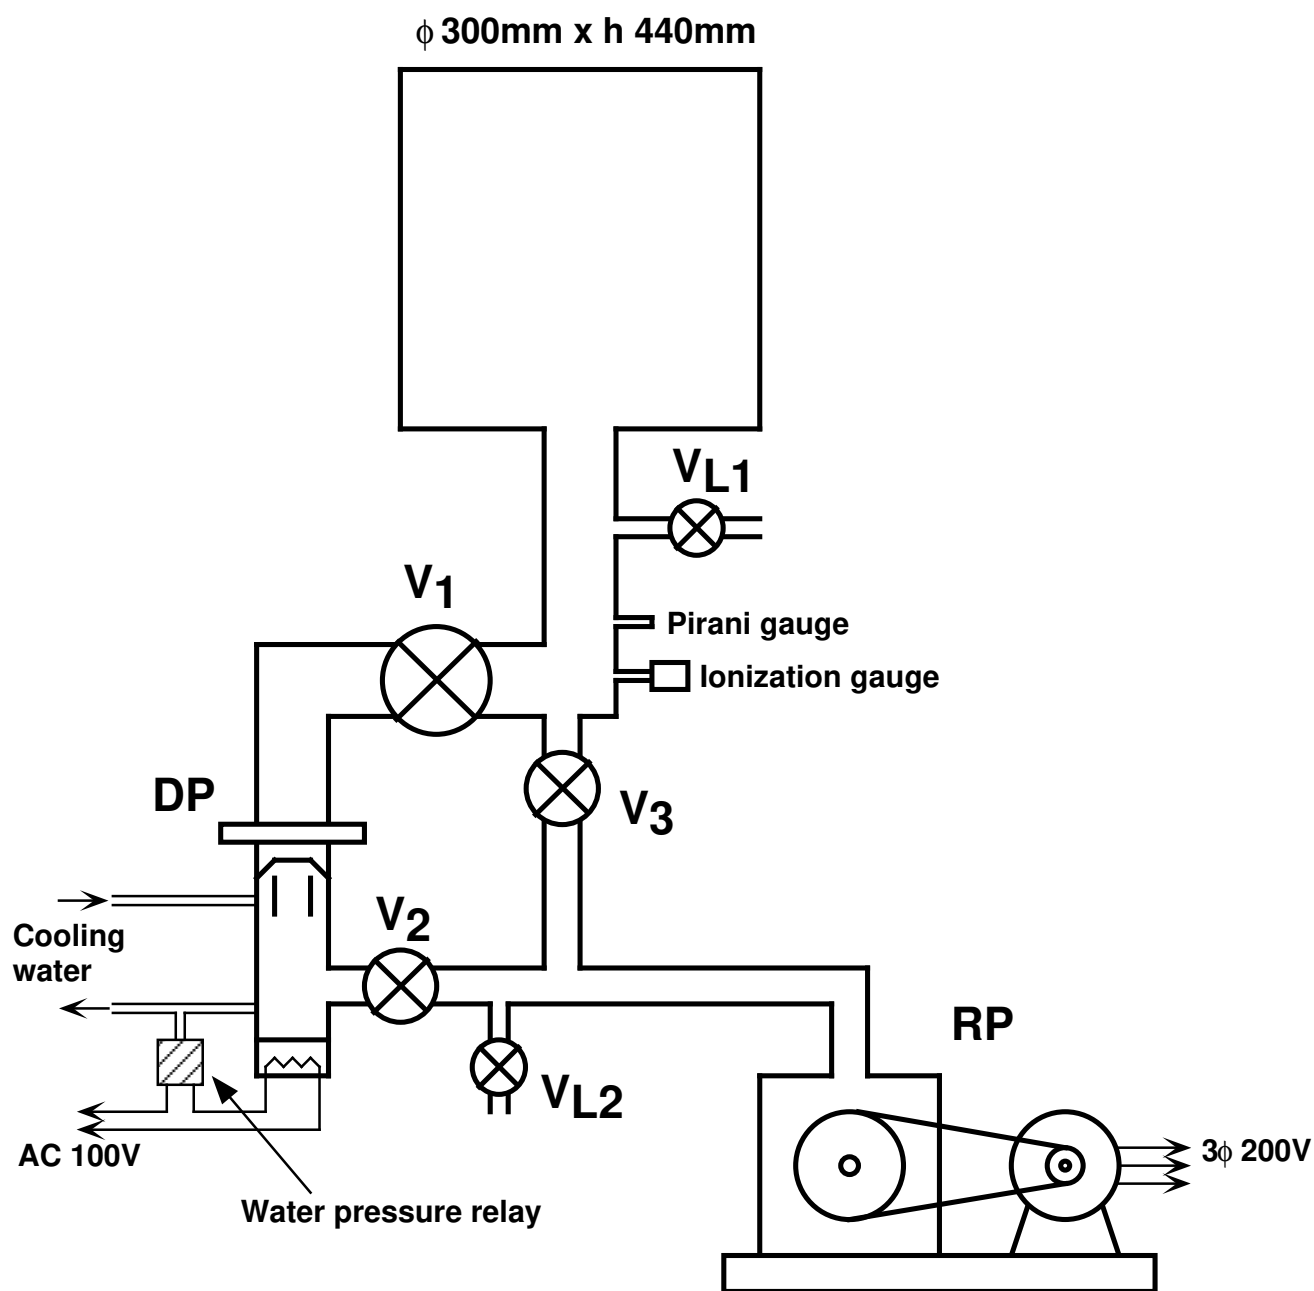 ϕ 300mm x h 440mm
VL1
V1
Pirani gauge
Ionization gauge
DP
V3
V2
Cooling
water
RP
VL2
AC 100V
3ϕ 200V
Water pressure relay